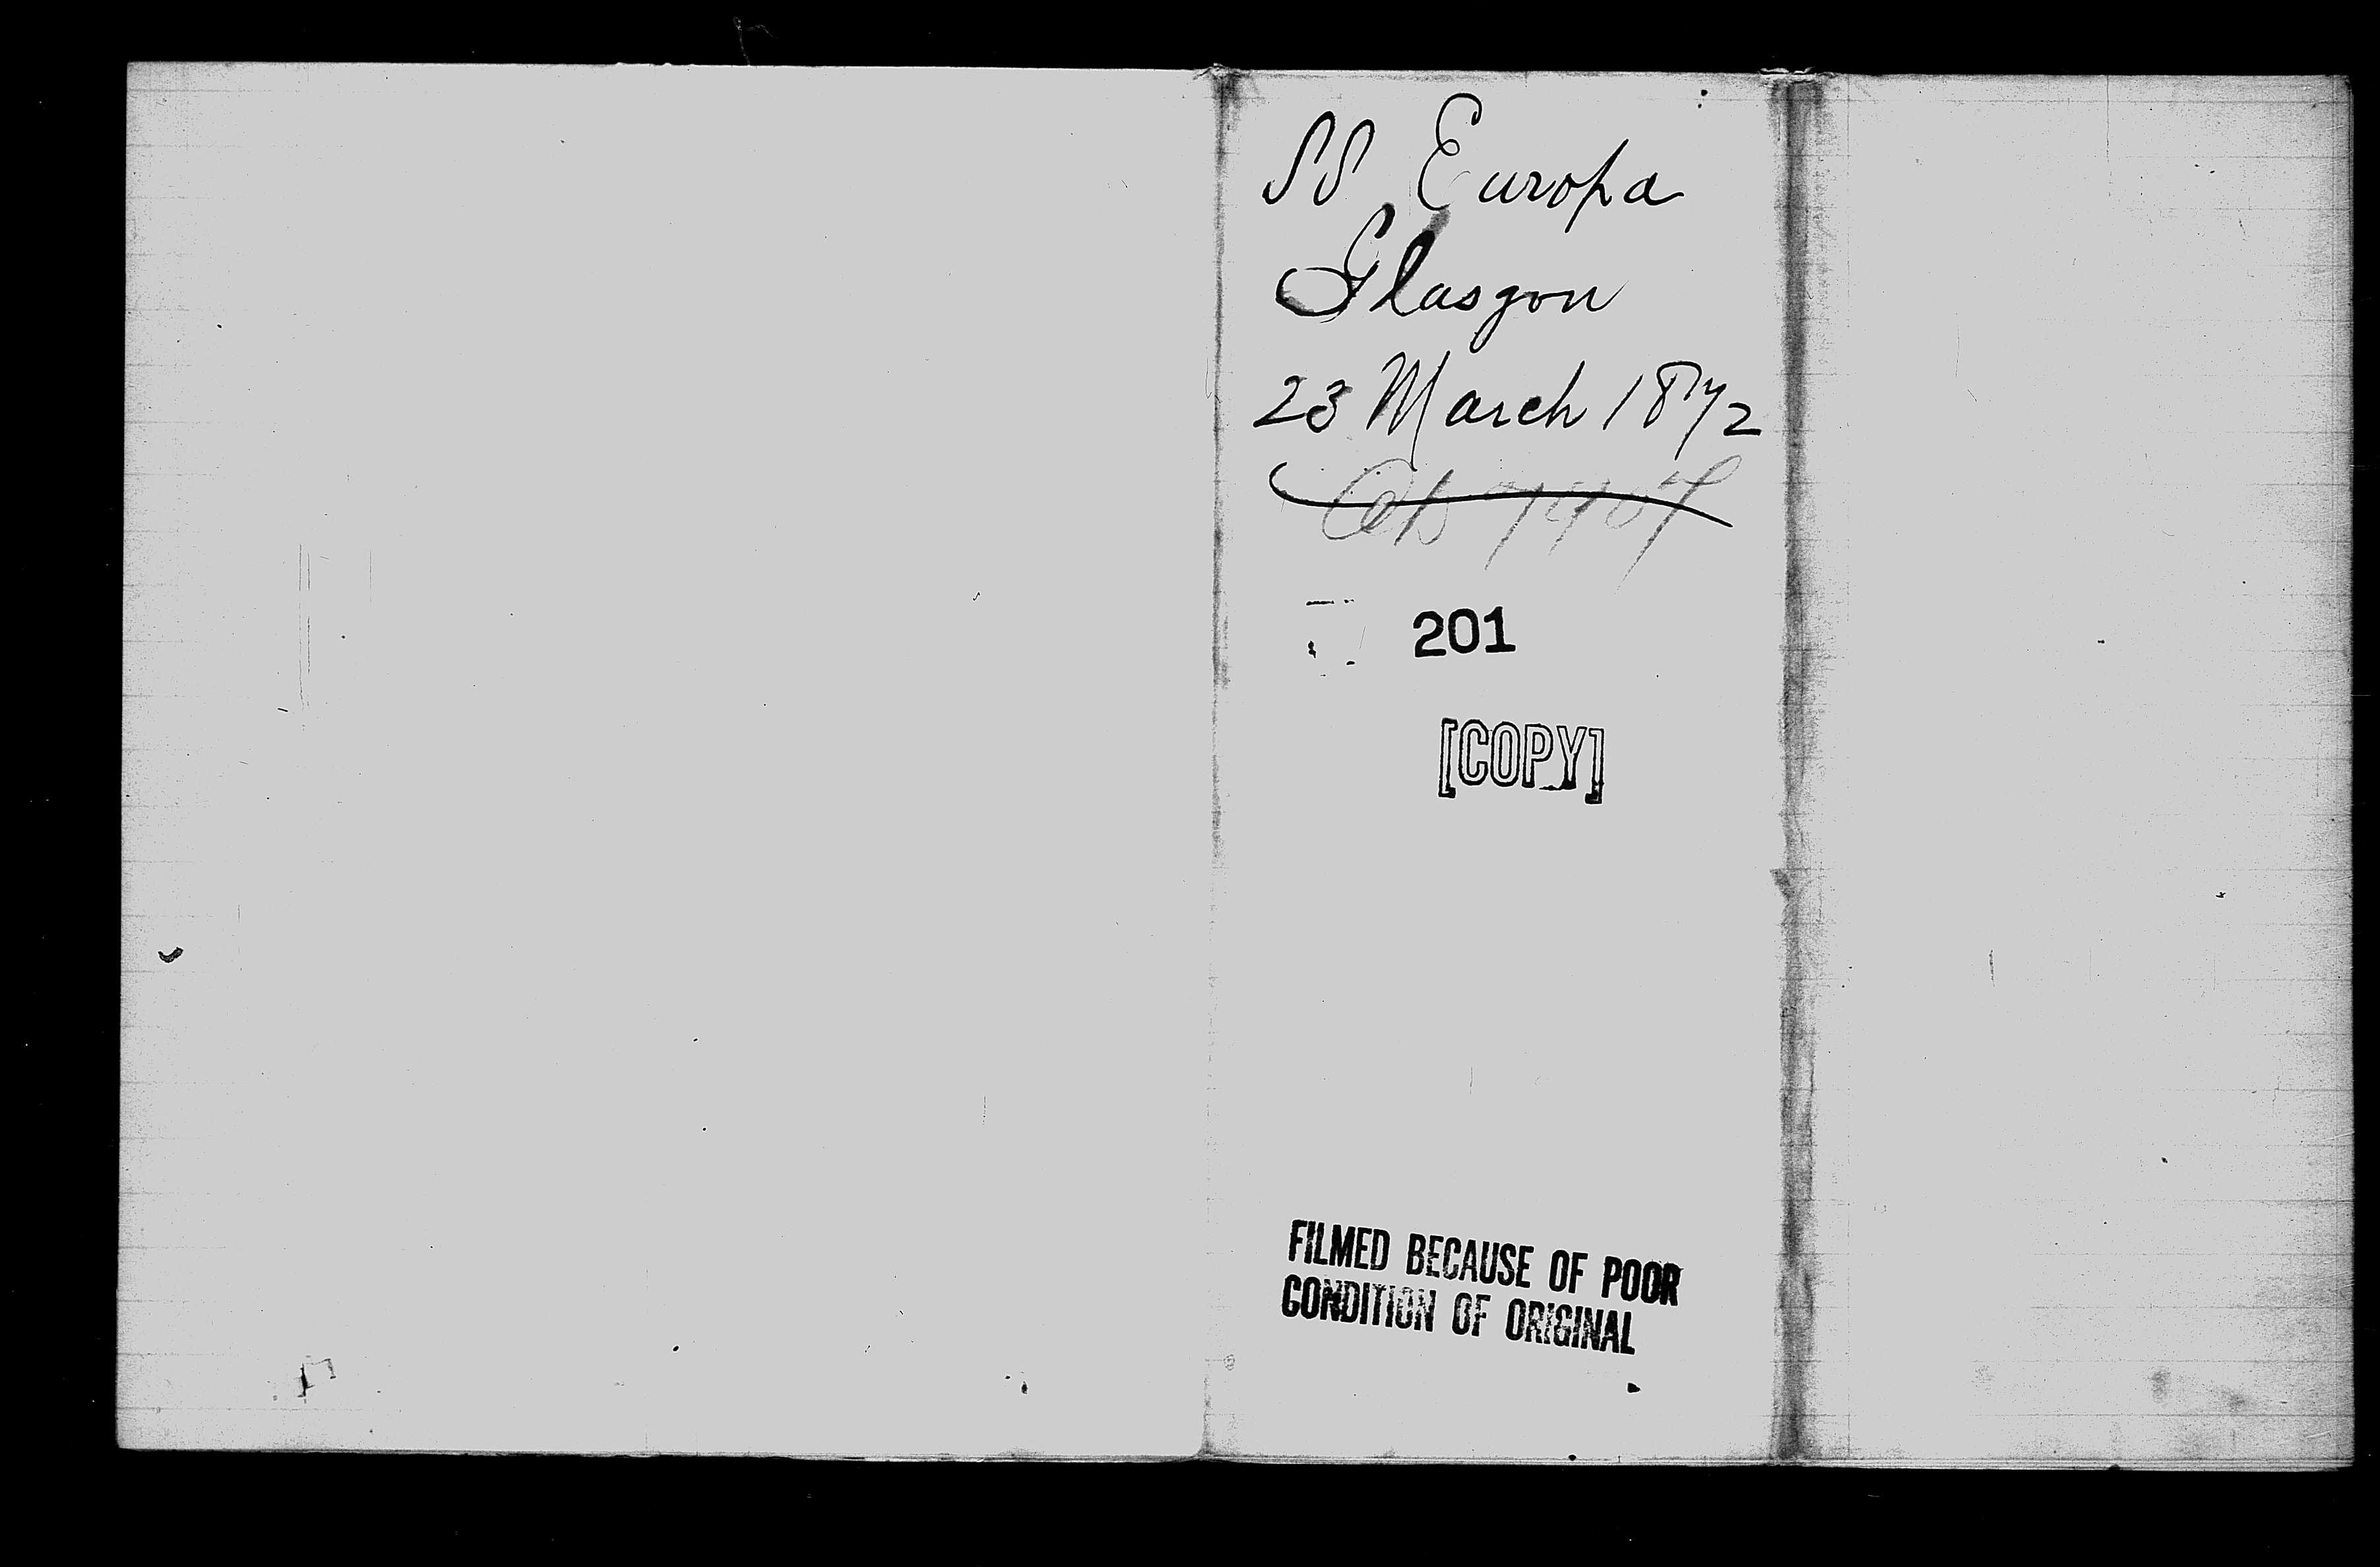 SS Europa
Glasgow
23 March 1872
201
[COPY]
FILMED BECAUSE OF POOR
CONDITION OF ORIGINAL